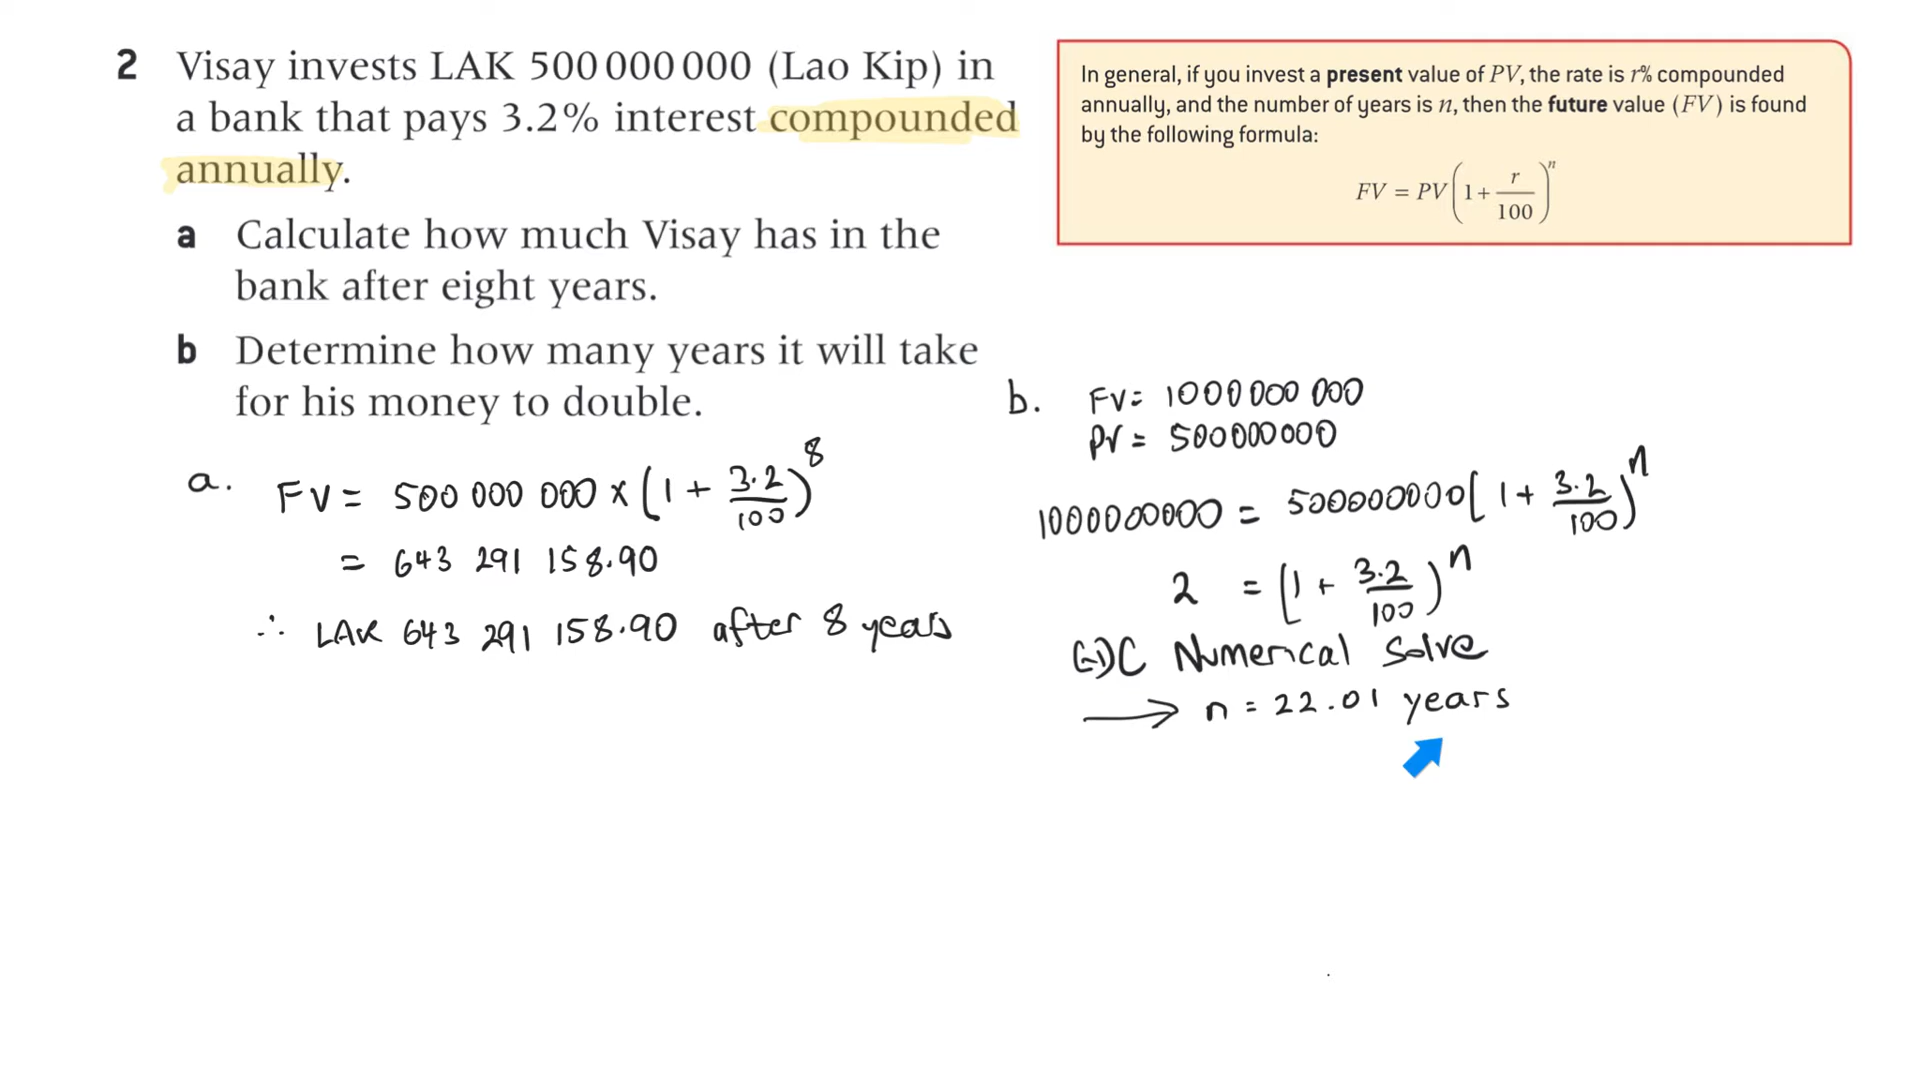 2 Visay invests LAK 500 000 000 (Lao Kip) in
a bank that pays 3.2% interest compounded
annually.
a Calculate how much Visay has in the
bank after eight years.
b Determine how many years it will take
for his money to double.
In general, if you invest a present value of PV, the rate is r% compounded
annually, and the number of years is n, then the future value (FV) is found
by the following formula:
FV = PV(1 + r/100)^n
a. FV = 500 000 000 × (1 + 3.2/100)^8
= 643 291 158.90
∴ LAK 643 291 158.90 after 8 years
b. FV = 1000 000 000
PV = 500000000
1000000000 = 500000000(1 + 3.2/100)^n
2 = (1 + 3.2/100)^n
GDC Numerical Solve
→ n = 22.01 years